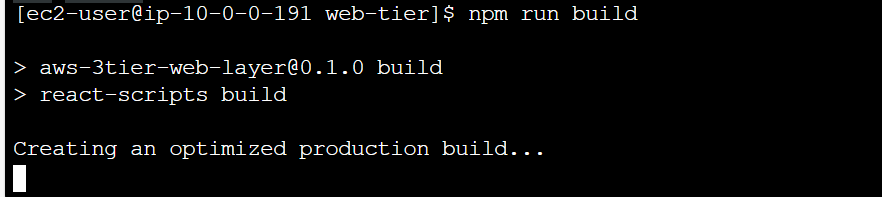 [ec2-user@ip-10-0-0-191 web-tier]$ npm run build
> aws-3tier-web-layer@0.1.0 build
> react-scripts build
Creating an optimized production build...